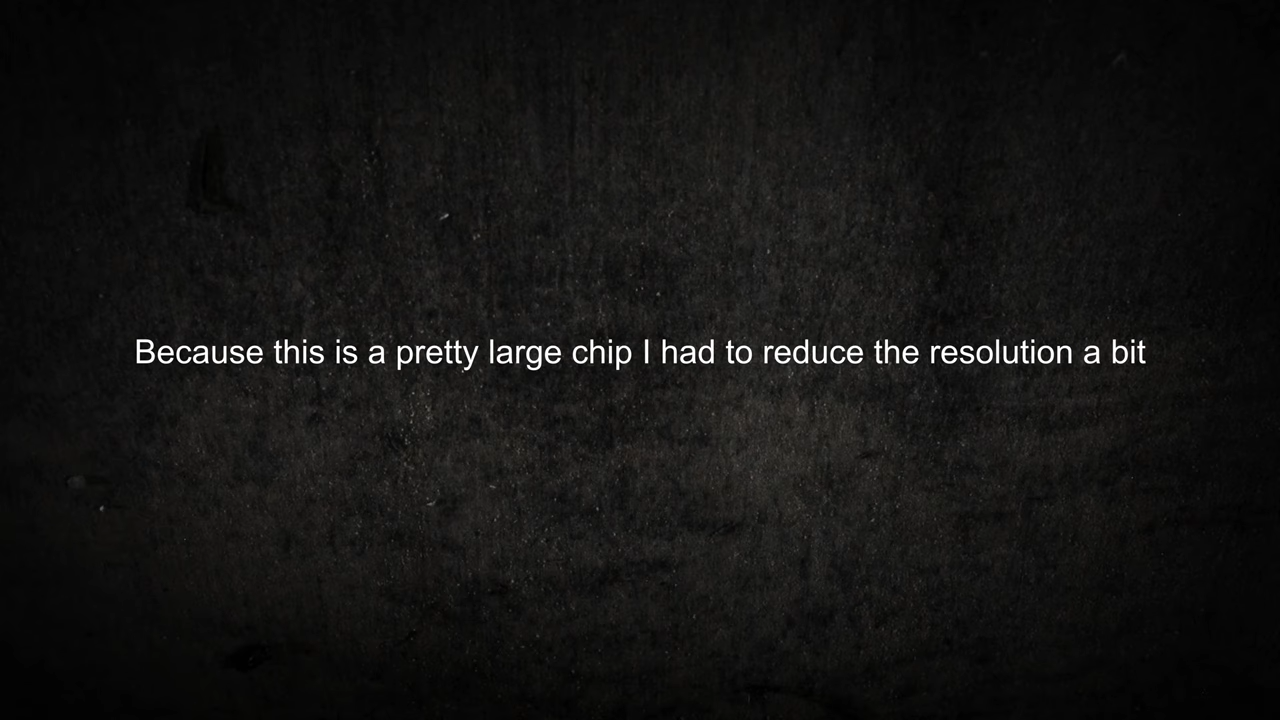 Because this is a pretty large chip I had to reduce the resolution a bit